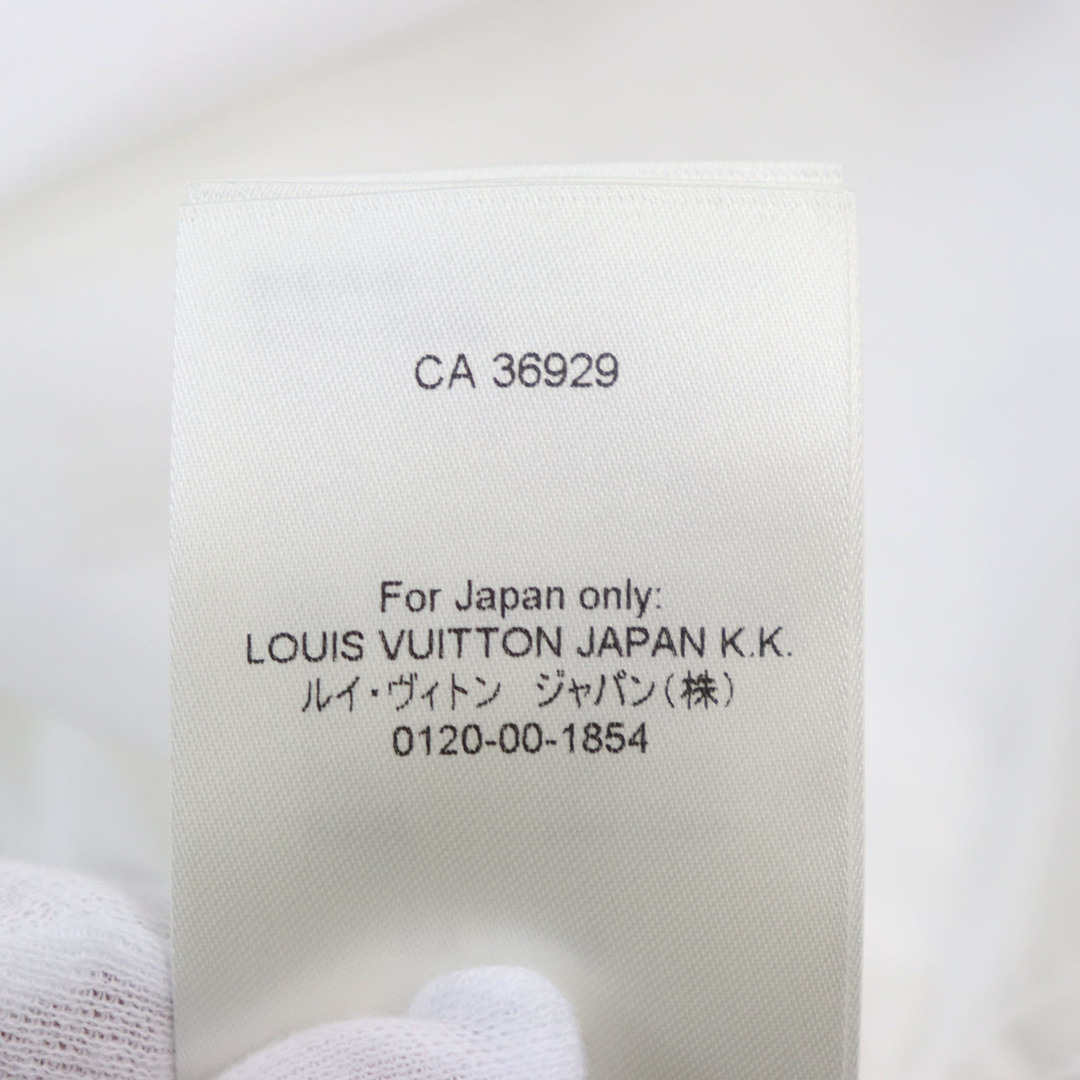 CA 36929
For Japan only:
LOUIS VUITTON JAPAN K.K.
ルイ・ヴィトン　ジャパン(株)
0120-00-1854